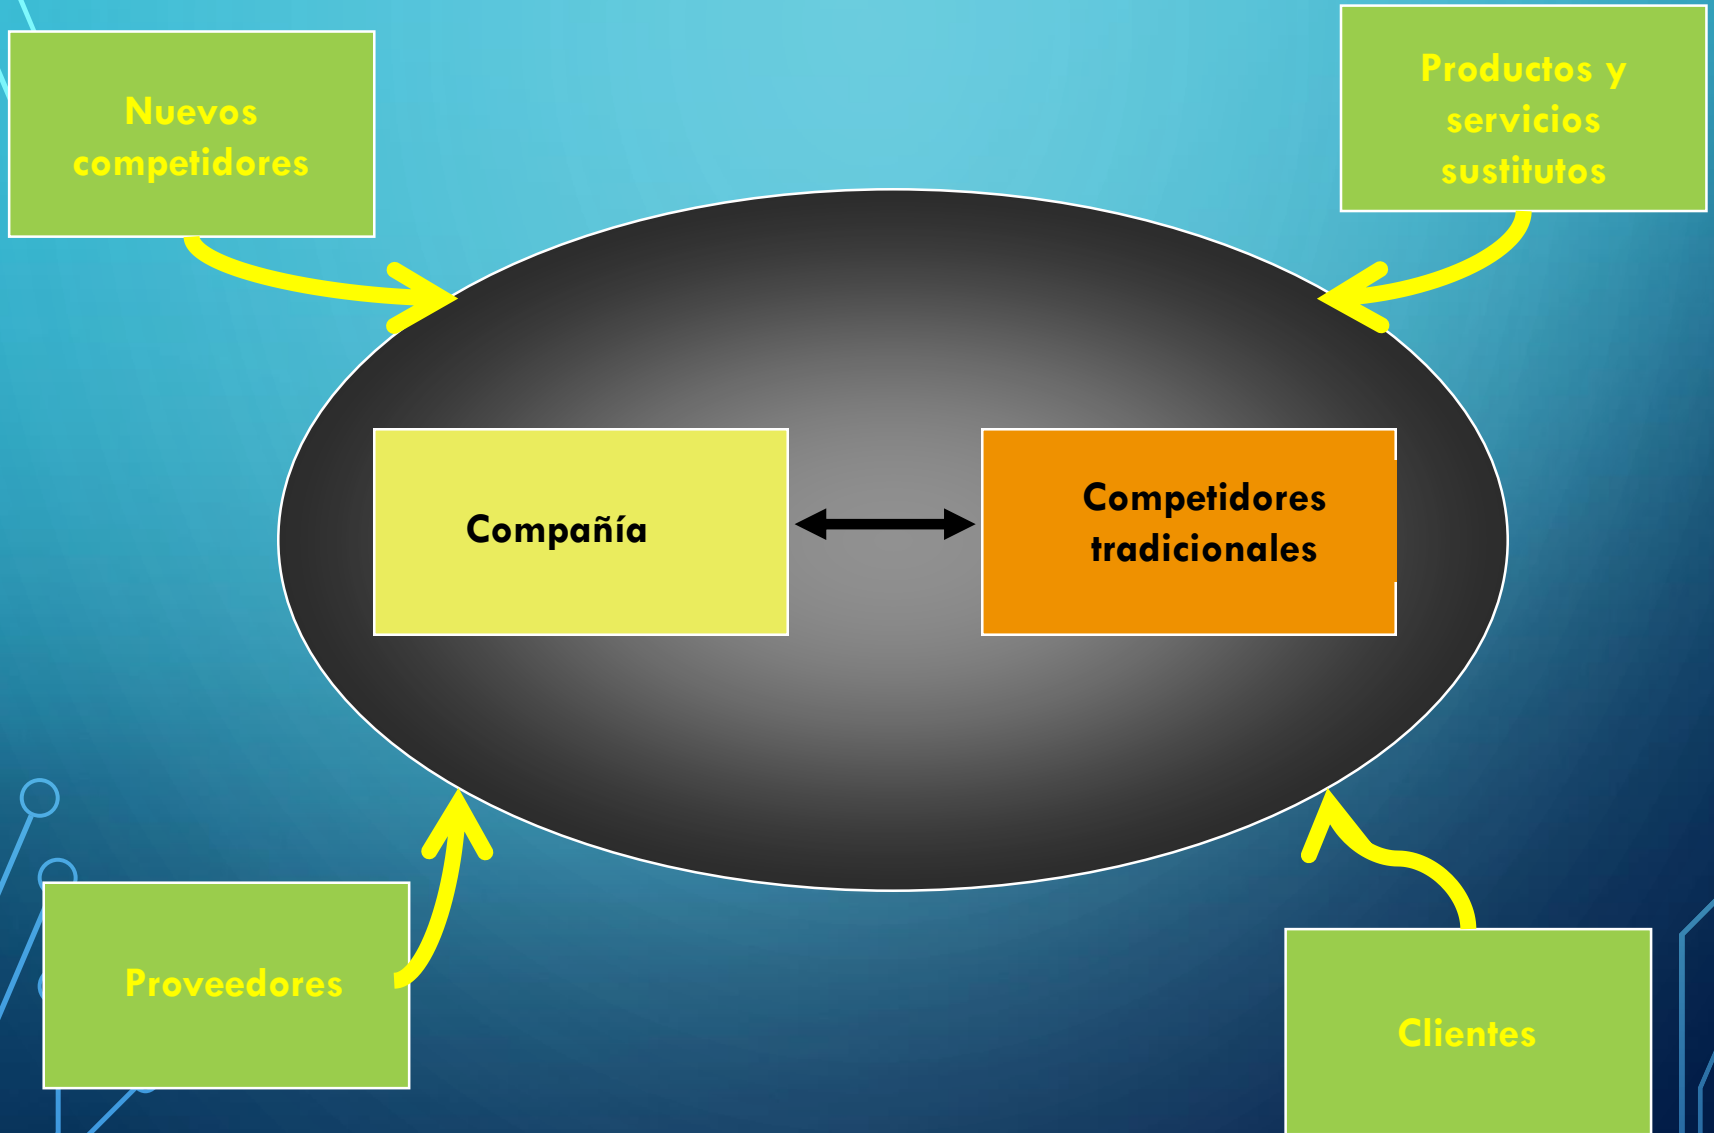 Nuevos
competidores
Productos y
servicios
sustitutos
Compañía
Competidores
tradicionales
Proveedores
Clientes